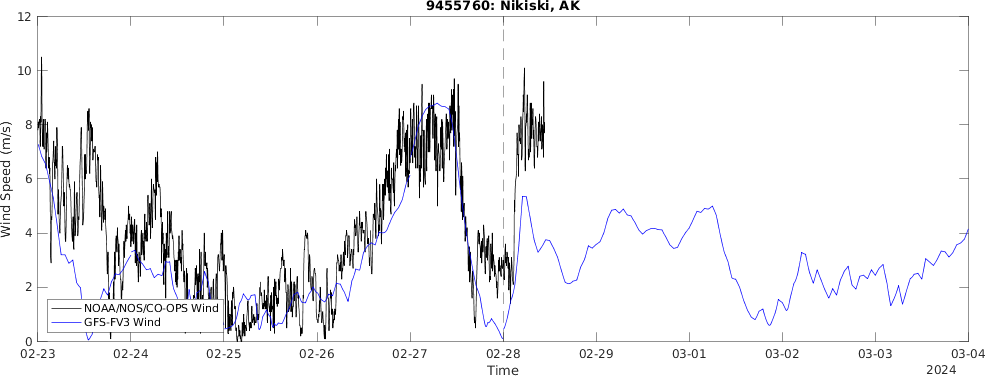 9455760: Nikiski, AK
Wind Speed (m/s)
12
10
8
6
4
2
0
NOAA/NOS/CO-OPS Wind
GFS-FV3 Wind
02-23 02-24 02-25 02-26 02-27 02-28 02-29 03-01 03-02 03-03 03-04
Time
2024